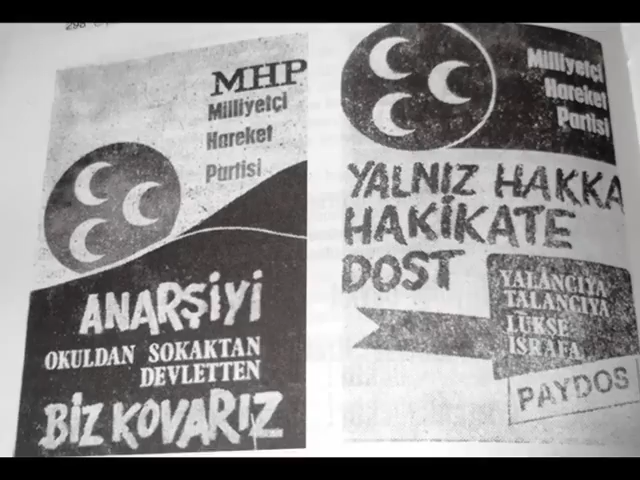 298
MHP
Milliyetçi
Hareket
Partisi
ANARŞİYİ
OKULDAN SOKAKTAN
DEVLETTEN
BİZ KOVARIZ
Milliyetçi
Hareket
Partisi
YALNIZ HAKKA
HAKİKATE
DOST
YALANCIYA
TALANCIYA
LÜKSE
İSRAFA
PAYDOS